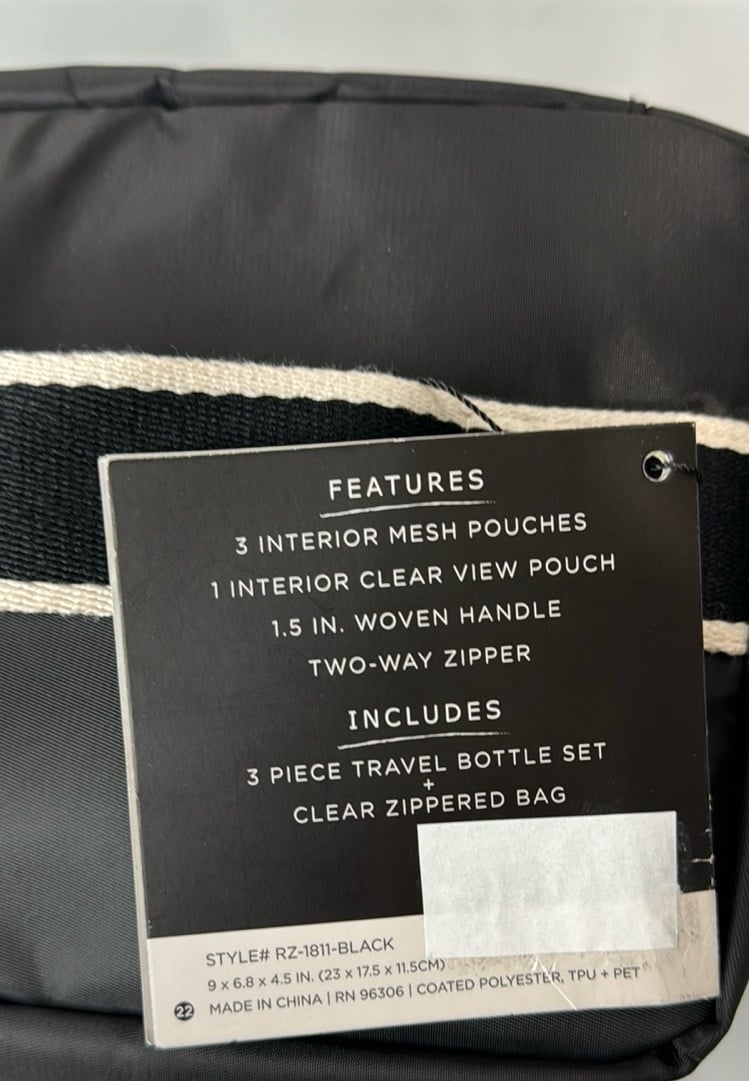 FEATURES
3 INTERIOR MESH POUCHES
1 INTERIOR CLEAR VIEW POUCH
1.5 IN. WOVEN HANDLE
TWO-WAY ZIPPER
INCLUDES
3 PIECE TRAVEL BOTTLE SET
+
CLEAR ZIPPERED BAG
STYLE# RZ-1811-BLACK
9 x 6.8 x 4.5 IN. (23 x 17.5 x 11.5CM)
22 MADE IN CHINA | RN 96306 | COATED POLYESTER, TPU + PET